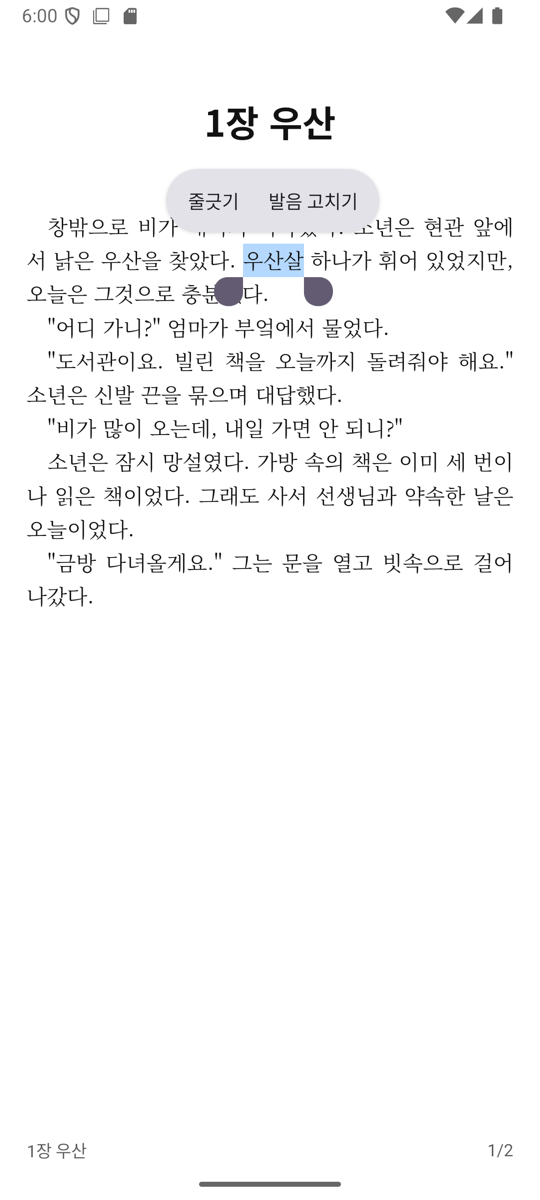 6:00
1장 우산
줄긋기 발음 고치기
창밖으로 비가 소년은 현관 앞에
서 낡은 우산을 찾았다. 우산살 하나가 휘어 있었지만,
오늘은 그것으로 다.
"어디 가니?" 엄마가 부엌에서 물었다.
"도서관이요. 빌린 책을 오늘까지 돌려줘야 해요."
소년은 신발 끈을 묶으며 대답했다.
"비가 많이 오는데, 내일 가면 안 되니?"
소년은 잠시 망설였다. 가방 속의 책은 이미 세 번이
나 읽은 책이었다. 그래도 사서 선생님과 약속한 날은
오늘이었다.
"금방 다녀올게요." 그는 문을 열고 빗속으로 걸어
나갔다.
1장 우산
1/2